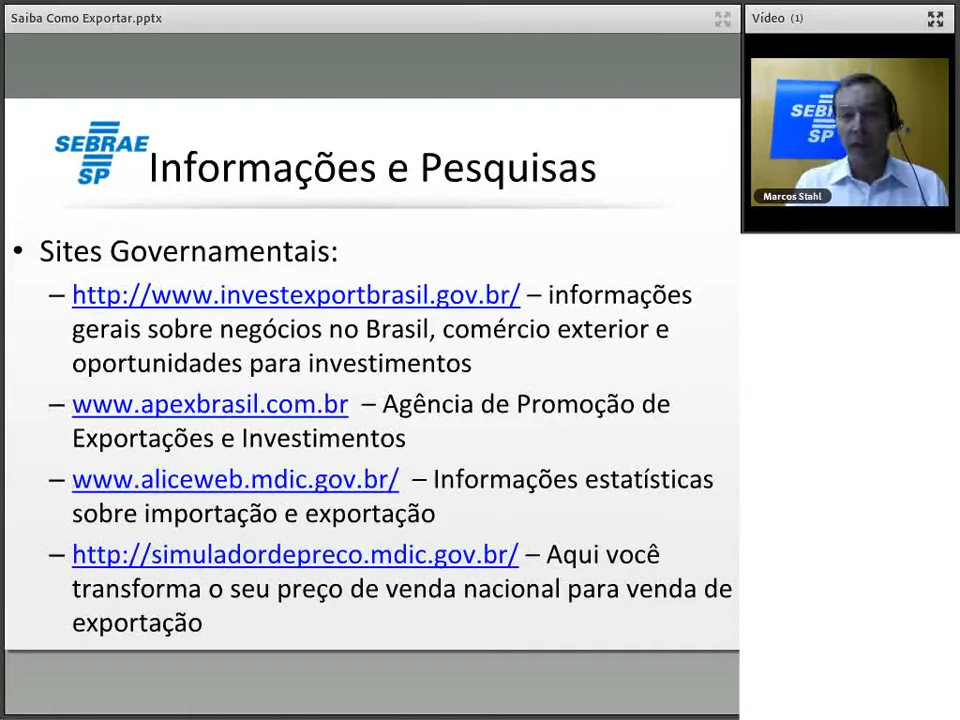 Saiba Como Exportar.pptx
Vídeo (1)
SEBRAE
SP
Informações e Pesquisas
• Sites Governamentais:
– http://www.investexportbrasil.gov.br/ – informações
gerais sobre negócios no Brasil, comércio exterior e
oportunidades para investimentos
– www.apexbrasil.com.br – Agência de Promoção de
Exportações e Investimentos
– www.aliceweb.mdic.gov.br/ – Informações estatísticas
sobre importação e exportação
– http://simuladordepreco.mdic.gov.br/ – Aqui você
transforma o seu preço de venda nacional para venda de
exportação
SEB
SP
Marcos Stahl